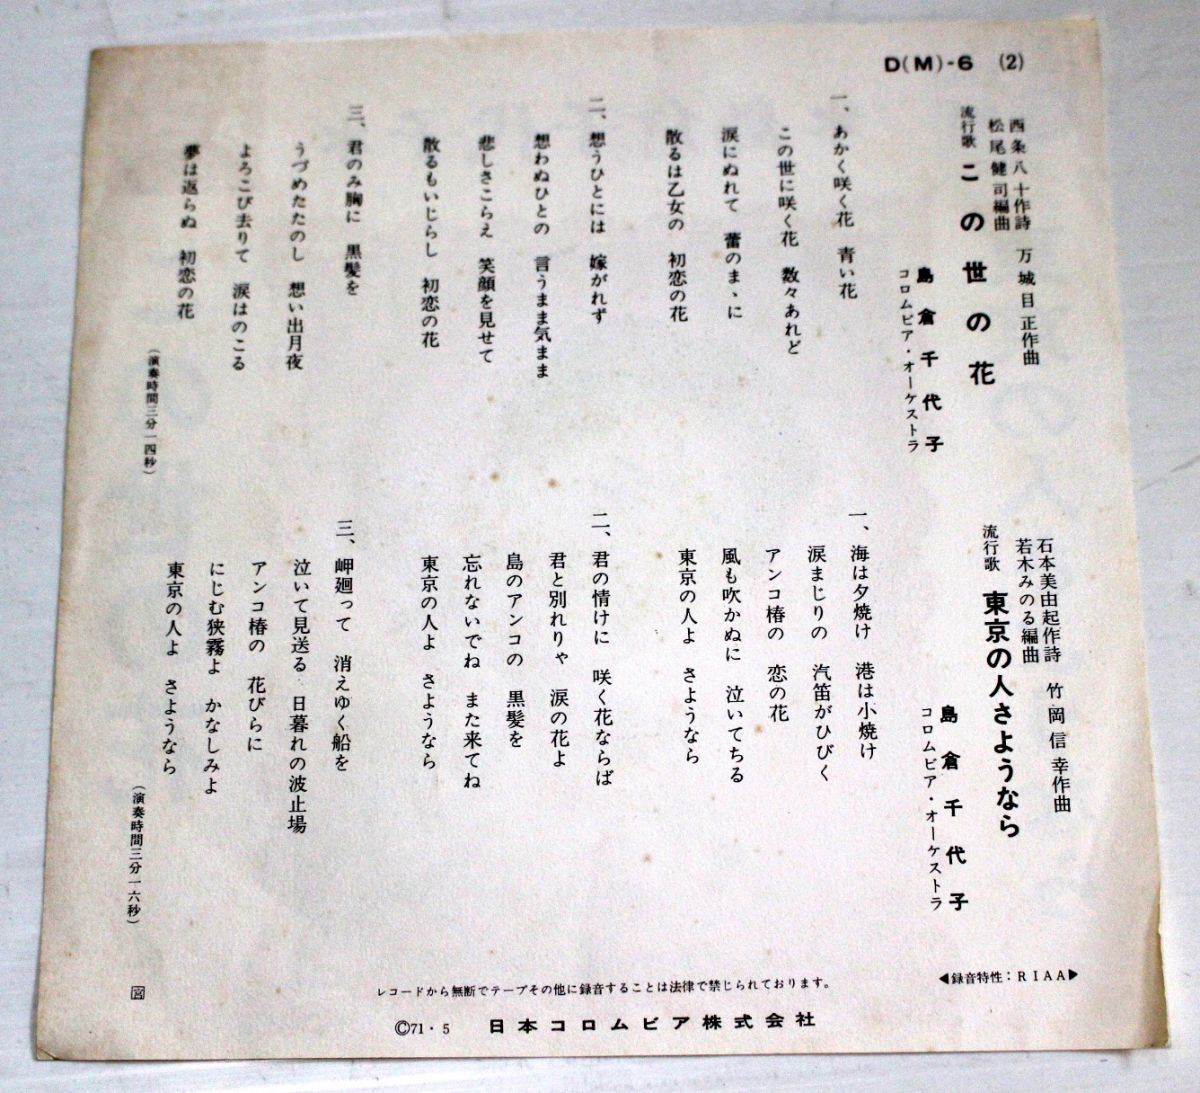 D(M)-6 (2)
西条八十作詩 万城目正作曲
松尾健司編曲
流行歌 この世の花
島倉千代子
コロムビア・オーケストラ
一、あかく咲く花 青い花
この世に咲く花 数々あれど
涙にぬれて 蕾のまゝに
散るは乙女の 初恋の花
二、想うひとには 嫁がれず
想わぬひとの 言うまま気まま
悲しさこらえ 笑顔を見せて
散るもいじらし 初恋の花
三、君のみ胸に 黒髪を
うづめたたのし 想い出月夜
よろこび去りて 涙はのこる
夢は返らぬ 初恋の花
(演奏時間三分一四秒)
石本美由起作詩 竹岡信幸作曲
若木みのる編曲
流行歌 東京の人さようなら
島倉千代子
コロムビア・オーケストラ
一、海は夕焼け 港は小焼け
涙まじりの 汽笛がひびく
アンコ椿の 恋の花
風も吹かぬに 泣いてちる
東京の人よ さようなら
二、君の情けに 咲く花ならば
君と別れりゃ 涙の花よ
島のアンコの 黒髪を
忘れないでね また来てね
東京の人よ さようなら
三、岬廻って 消えゆく船を
泣いて見送る 日暮れの波止場
アンコ椿の 花びらに
にじむ狭霧よ かなしみよ
東京の人よ さようなら
(演奏時間三分一六秒)
◀録音特性：RIAA▶
レコードから無断でテープその他に録音することは法律で禁じられております。
Ⓒ71・5 日本コロムビア株式会社
宮